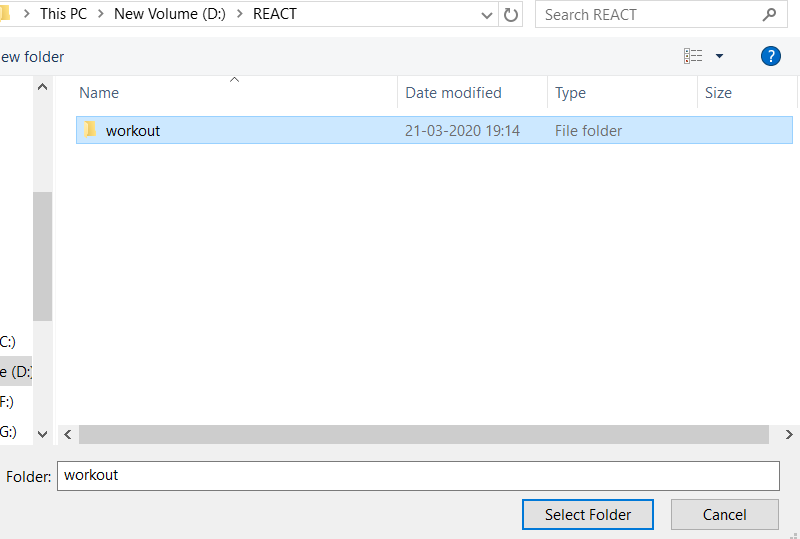 This PC > New Volume (D:) > REACT
Search REACT
ew folder
?
Name
Date modified
Type
Size
workout
21-03-2020 19:14
File folder
C:)
e (D:)
F:)
G:)
Folder:
workout
Select Folder
Cancel